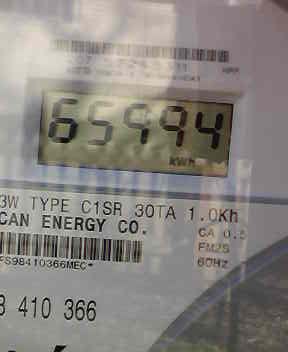 65994
kWh
3W TYPE C1SR 30TA 1.0Kh
CAN ENERGY CO.
CA 0.5
FM2S
60Hz
FS98410366MEC*
8 410 366